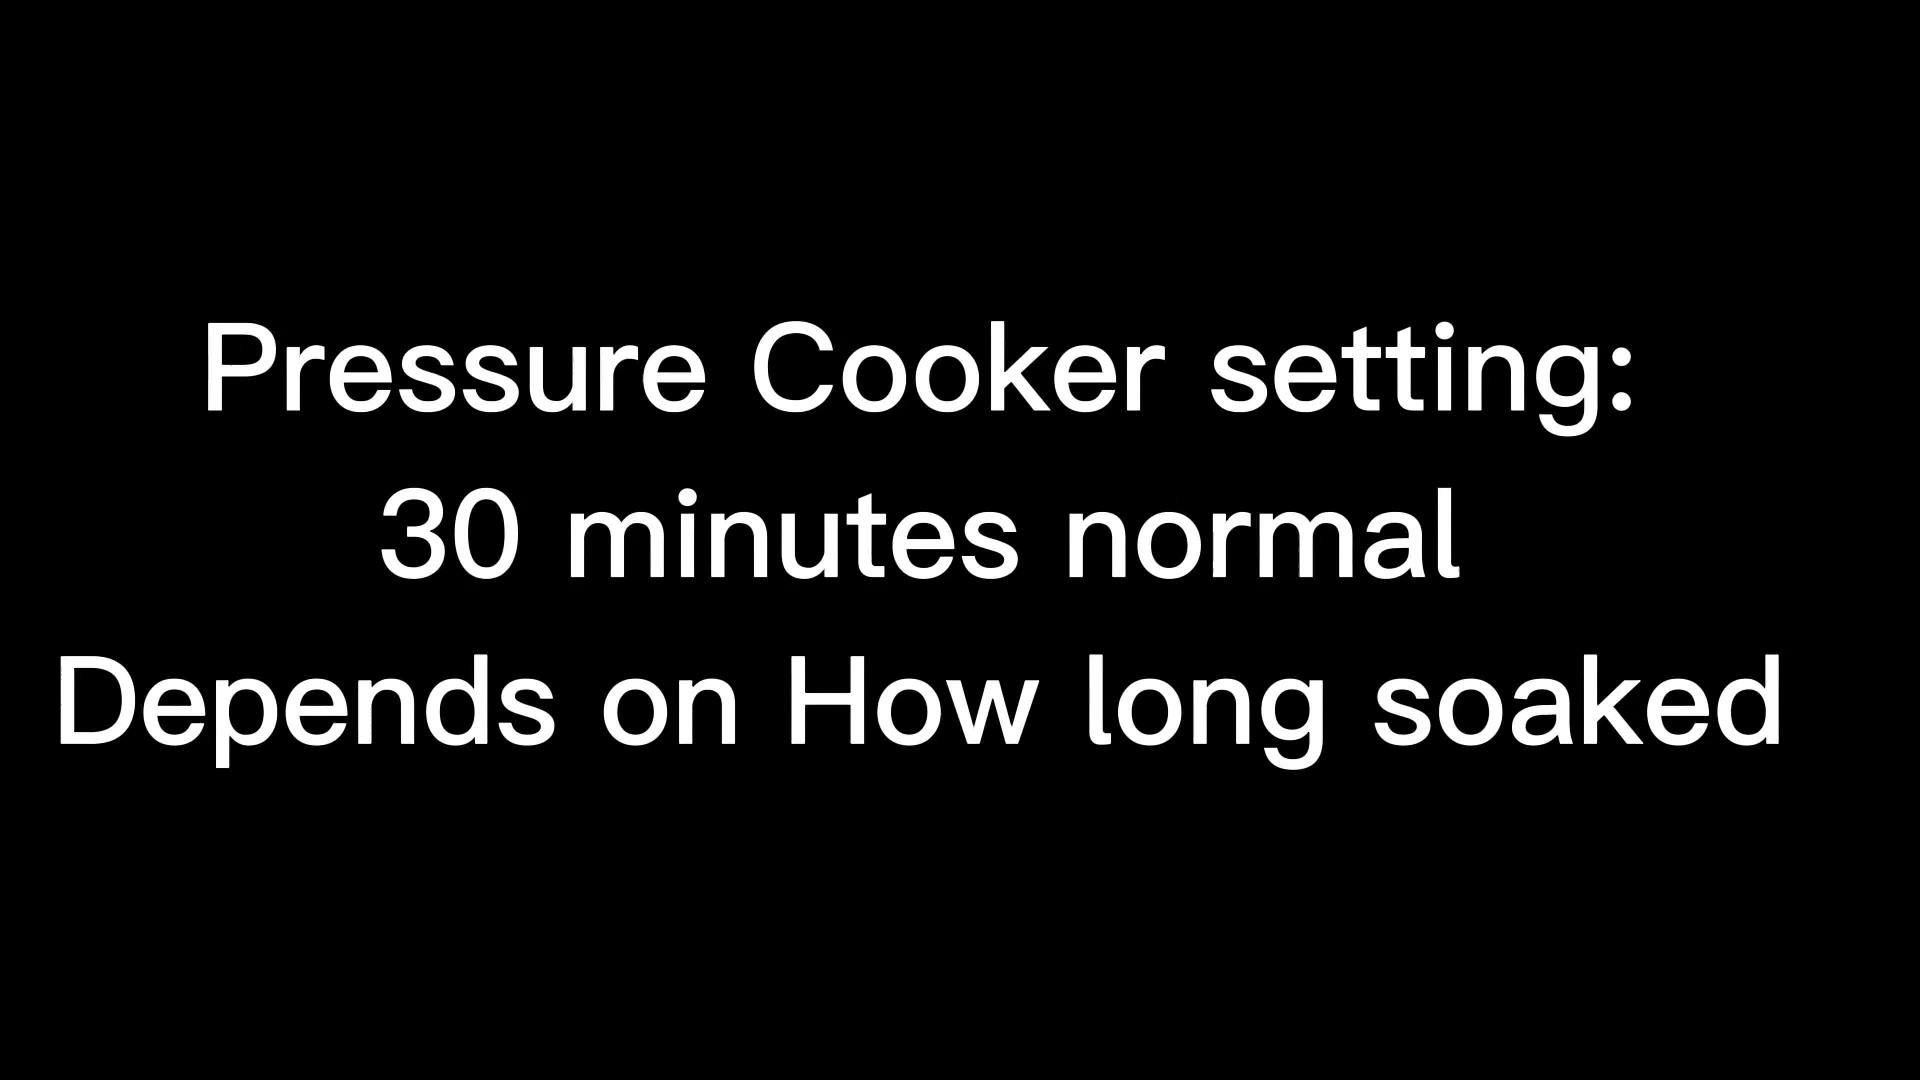 Pressure Cooker setting:
30 minutes normal
Depends on How long soaked